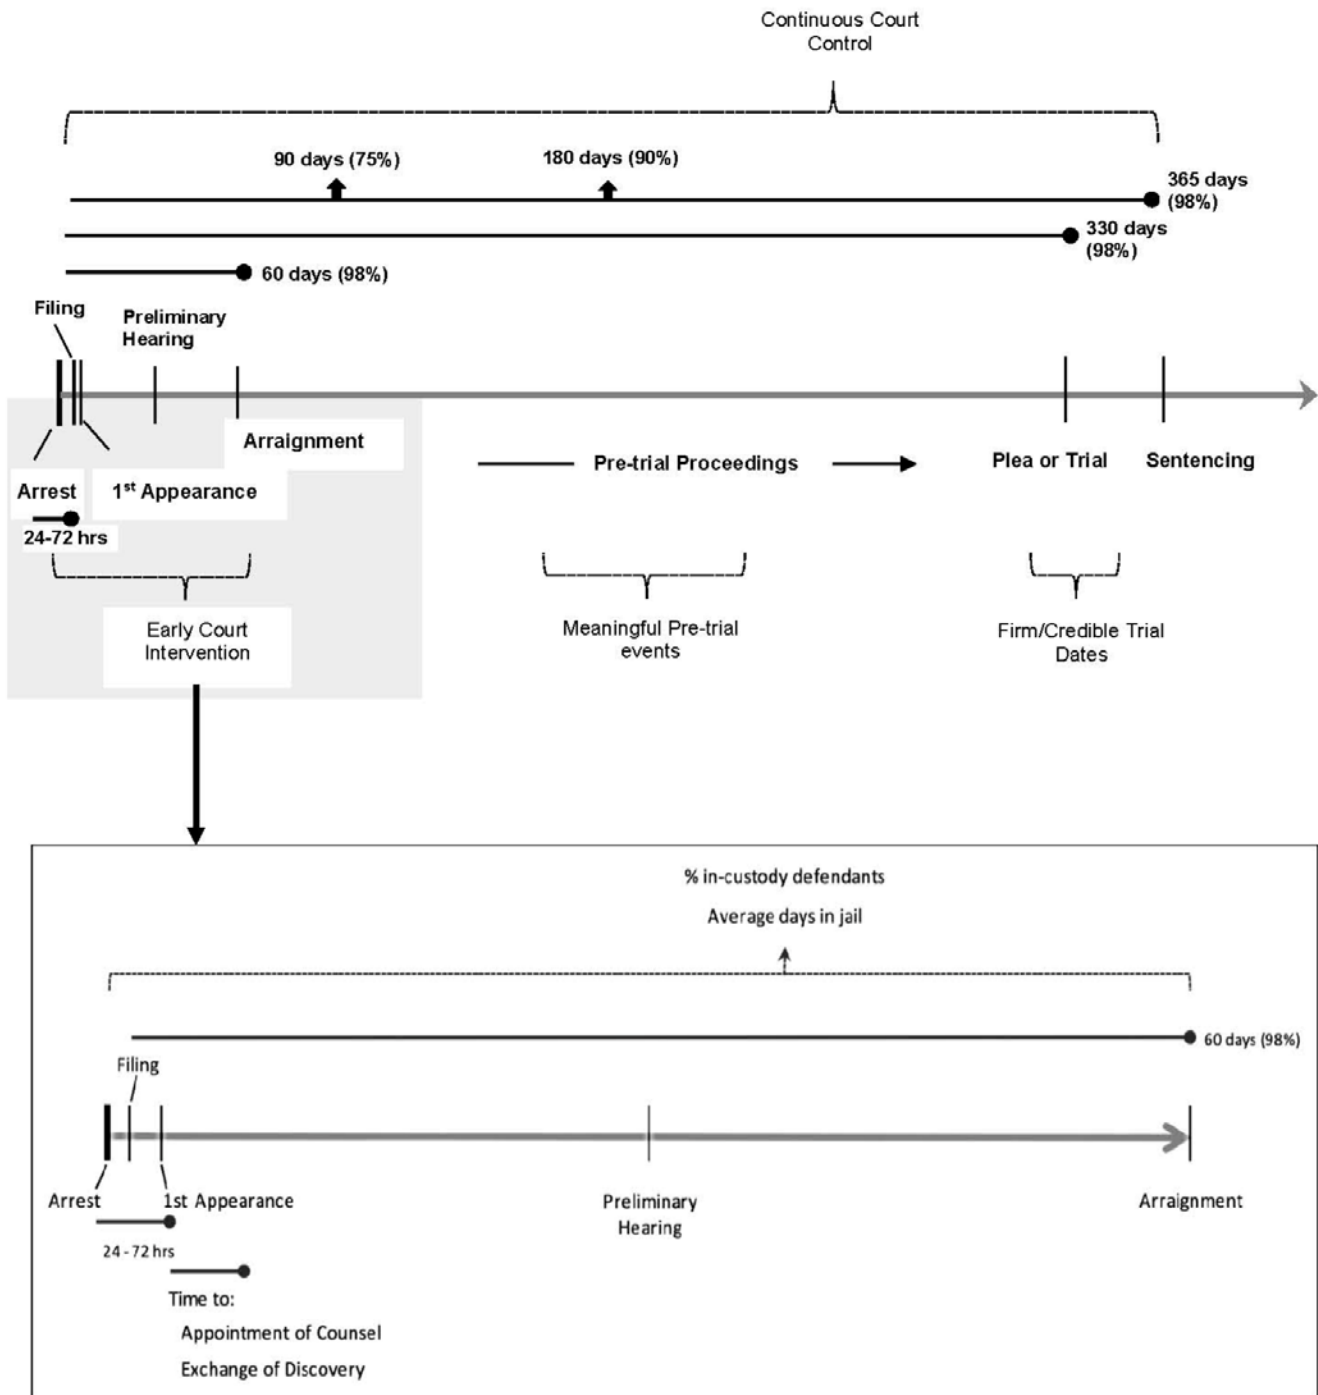 Continuous Court
Control
90 days (75%)
180 days (90%)
365 days
(98%)
330 days
(98%)
60 days (98%)
Filing
Preliminary
Hearing
Arraignment
Pre-trial Proceedings
Plea or Trial
Sentencing
Arrest
1st Appearance
24-72 hrs
Early Court
Intervention
Meaningful Pre-trial
events
Firm/Credible Trial
Dates
% in-custody defendants
Average days in jail
60 days (98%)
Filing
Arrest
1st Appearance
Preliminary
Hearing
Arraignment
24 - 72 hrs
Time to:
Appointment of Counsel
Exchange of Discovery